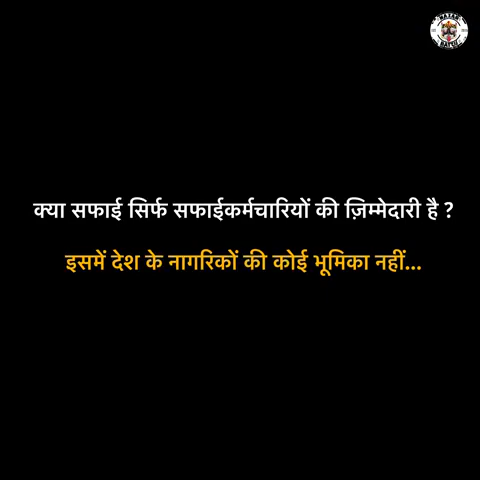 क्या सफाई सिर्फ सफाईकर्मचारियों की ज़िम्मेदारी है ?
इसमें देश के नागरिकों की कोई भूमिका नहीं...